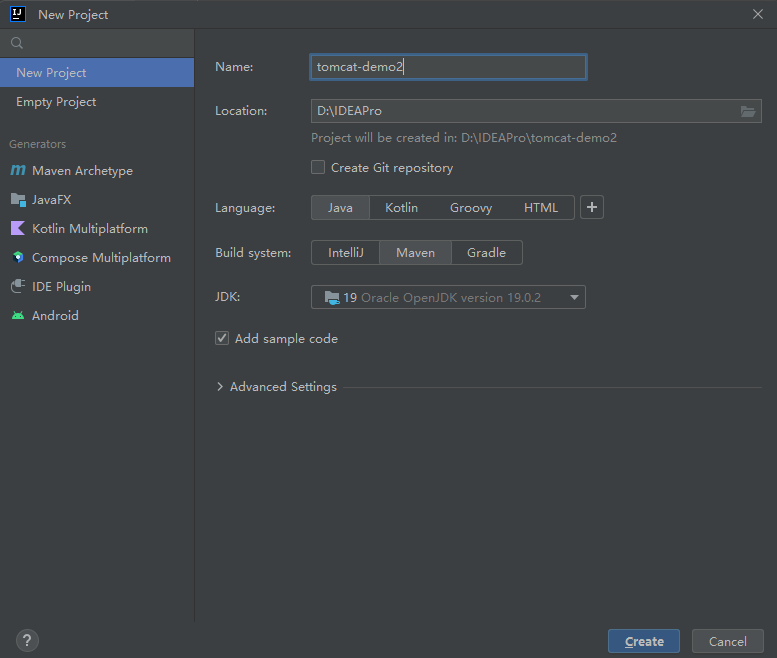 New Project
New Project
Empty Project
Generators
Maven Archetype
JavaFX
Kotlin Multiplatform
Compose Multiplatform
IDE Plugin
Android
Name: tomcat-demo2
Location: D:\IDEAPro
Project will be created in: D:\IDEAPro\tomcat-demo2
Create Git repository
Language: Java Kotlin Groovy HTML +
Build system: IntelliJ Maven Gradle
JDK: 19 Oracle OpenJDK version 19.0.2
Add sample code
Advanced Settings
? Create Cancel